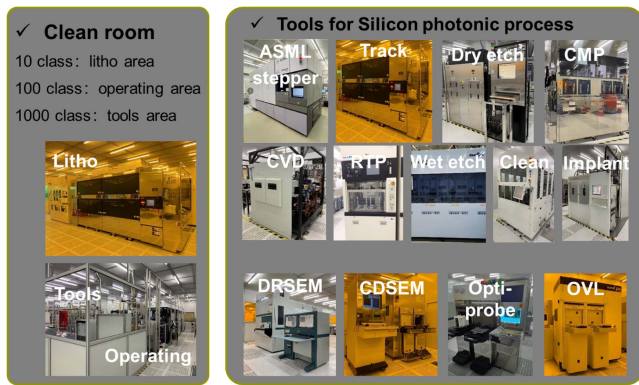 ✓ Clean room
10 class： litho area
100 class： operating area
1000 class： tools area
Litho
Tools
Operating
✓ Tools for Silicon photonic process
ASML
stepper
Track
Dry etch
CMP
CVD
RTP
Wet etch
Clean
Implant
DRSEM
CDSEM
Opti-
probe
OVL